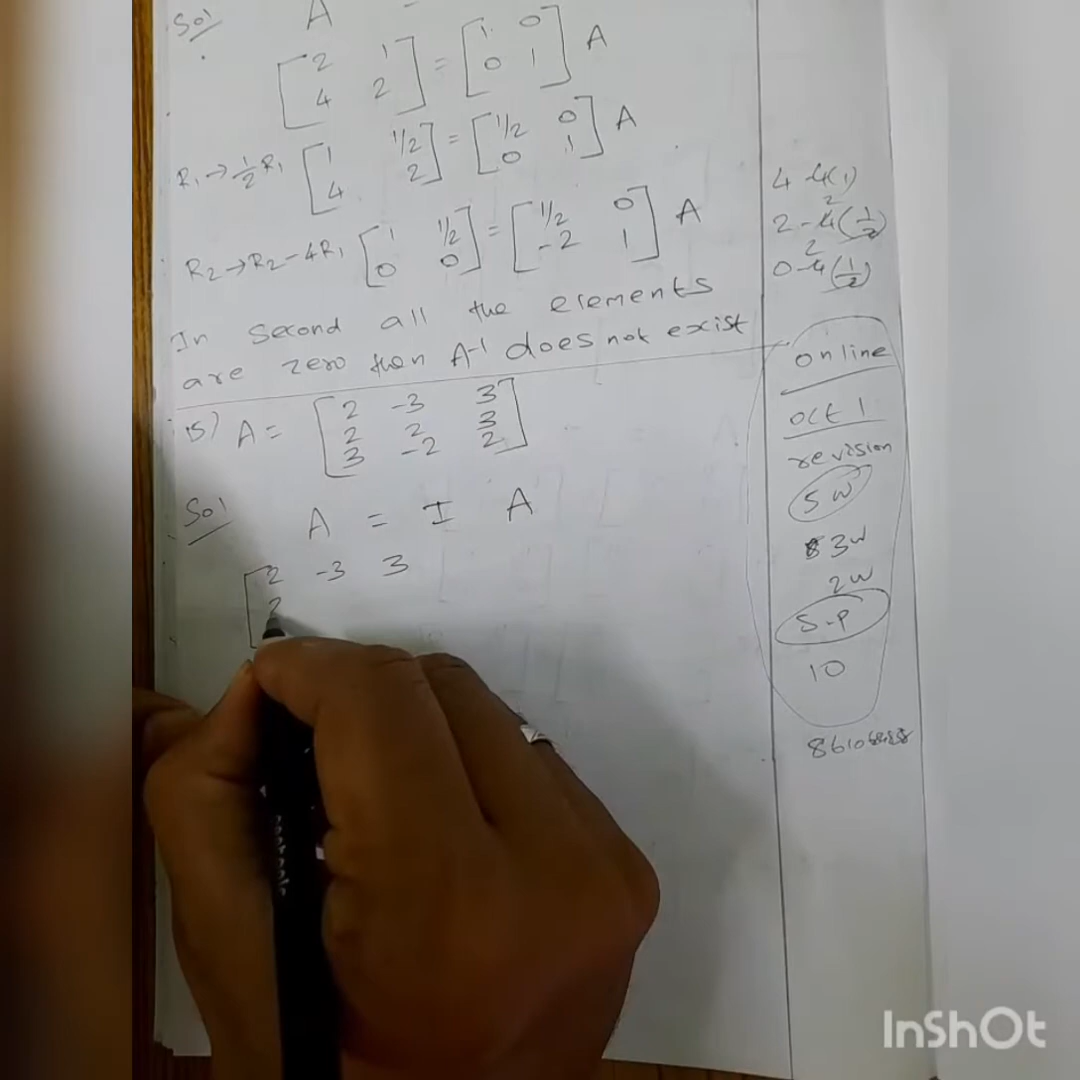 Sol A
[2 1
4 2] = [1 0
0 1] A
R1→½R1 [1 1/2
4 2] = [1/2 0
0 1] A
R2→R2-4R1 [1 1/2
0 0] = [1/2 0
-2 1] A
In second all the elements
are zero then A-1 does not exist
15) A = [2 -3 3
2 2 3
3 -2 2]
Sol A = I A
[2 -3 3
2
4-4(1)
2
2-4(1/2)
2
0-4(1/2)
online
oct 1
revision
5w
3w
2w
S-P
10
InShOt